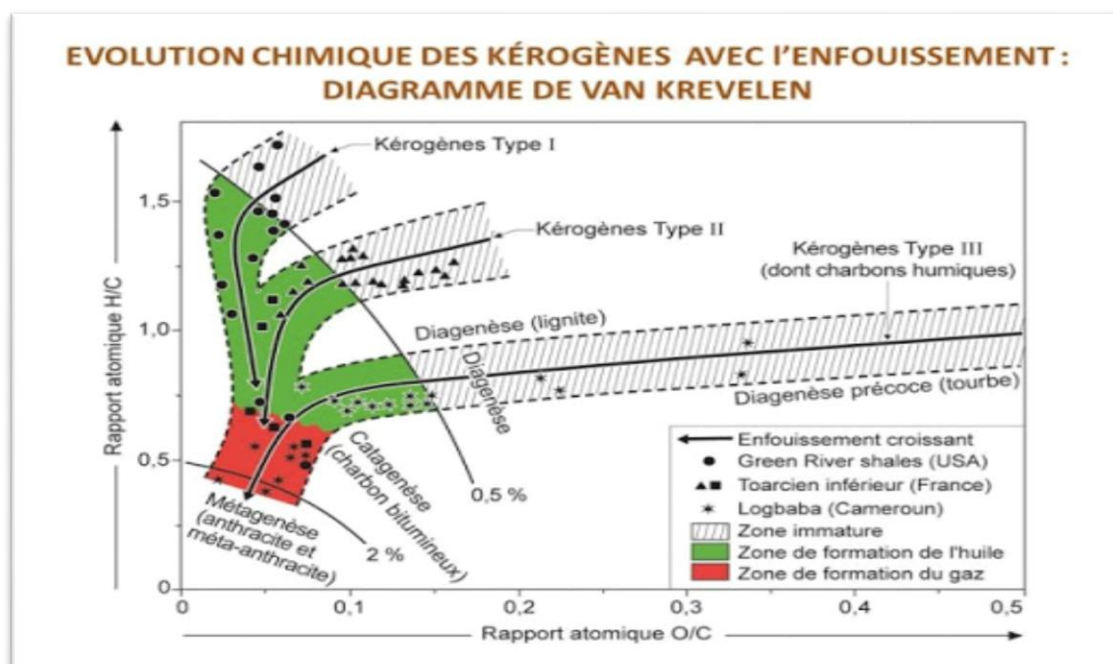 EVOLUTION CHIMIQUE DES KÉROGÈNES AVEC l'ENFOUISSEMENT :
DIAGRAMME DE VAN KREVELEN
Rapport atomique H/C
1,5
1,0
0,5
0
Kérogènes Type I
Kérogènes Type II
Kérogènes Type III
(dont charbons humiques)
Diagenèse (lignite)
Diagenèse
Diagenèse précoce (tourbe)
Catagenèse
(charbon bitumineux)
0,5 %
Métagenèse
(anthracite et
méta-anthracite)
2 %
Enfouissement croissant
Green River shales (USA)
Toarcien inférieur (France)
Logbaba (Cameroun)
Zone immature
Zone de formation de l'huile
Zone de formation du gaz
0
0,1
0,2
0,3
0,4
0,5
Rapport atomique O/C